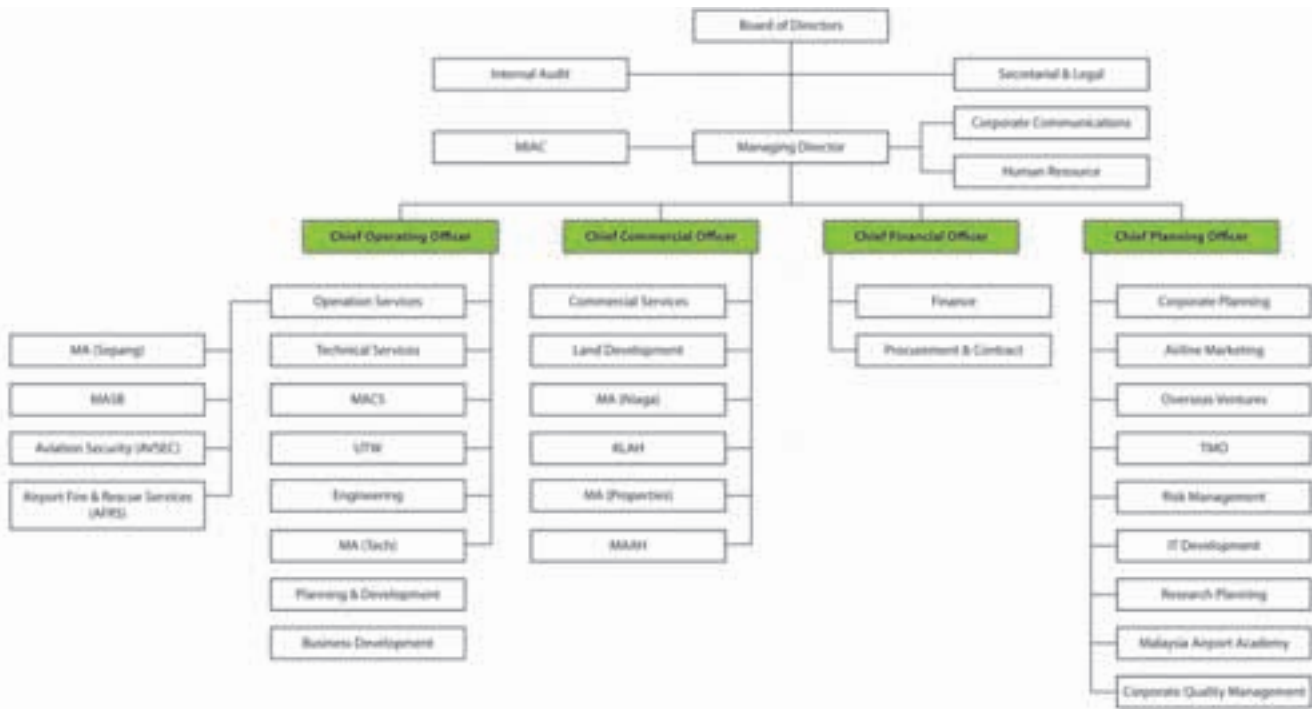 Board of Directors
Internal Audit
Secretarial & Legal
Corporate Communications
MIAC
Managing Director
Human Resource
Chief Operating Officer
Chief Commercial Officer
Chief Financial Officer
Chief Planning Officer
Operation Services
Commercial Services
Finance
Corporate Planning
MA (Sepang)
Technical Services
Land Development
Procurement & Contract
Airline Marketing
MASB
MACS
MA (Niaga)
Overseas Ventures
Aviation Security (AVSEC)
UTW
KLAH
TMO
Airport Fire & Rescue Services
(AFRS)
Engineering
MA (Properties)
Risk Management
MA (Tech)
MAAH
IT Development
Planning & Development
Research Planning
Business Development
Malaysia Airport Academy
Corporate Quality Management